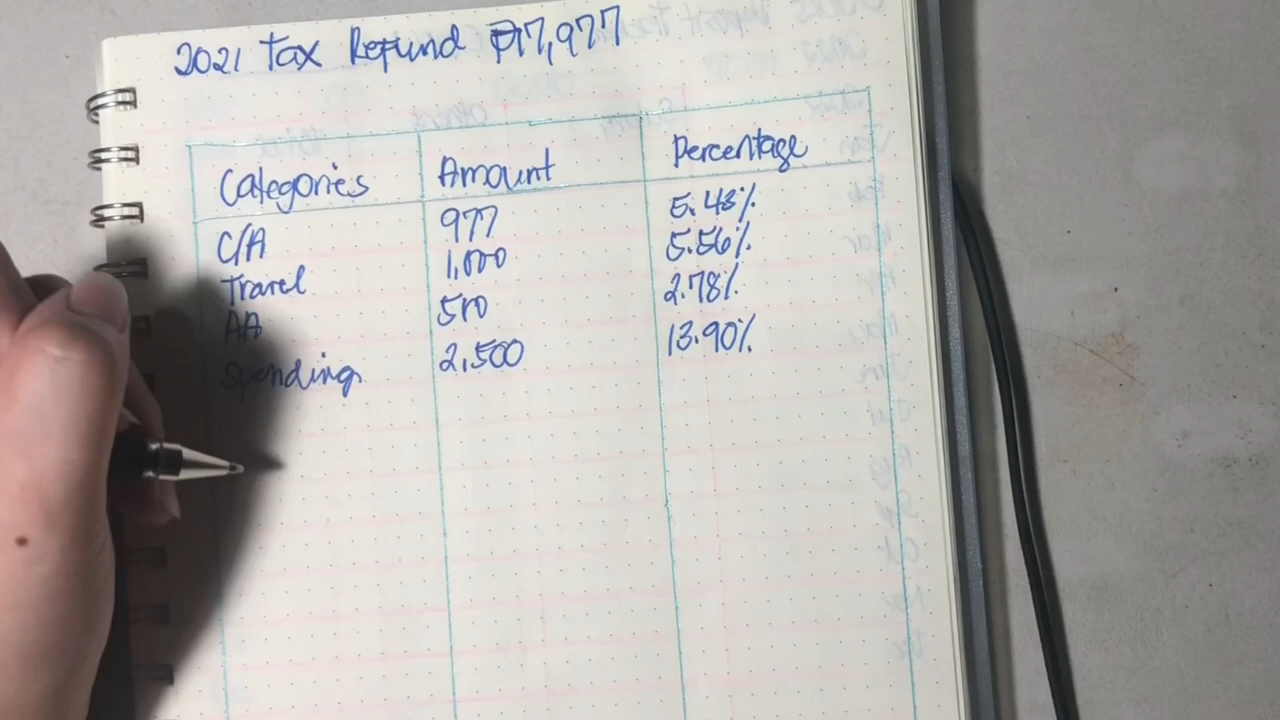 2021 Tax Refund ₱17,977
Categories Amount Percentage
C/A 977 5.43%
Travel 1,000 5.56%
AA 500 2.78%
Spending 2,500 13.90%